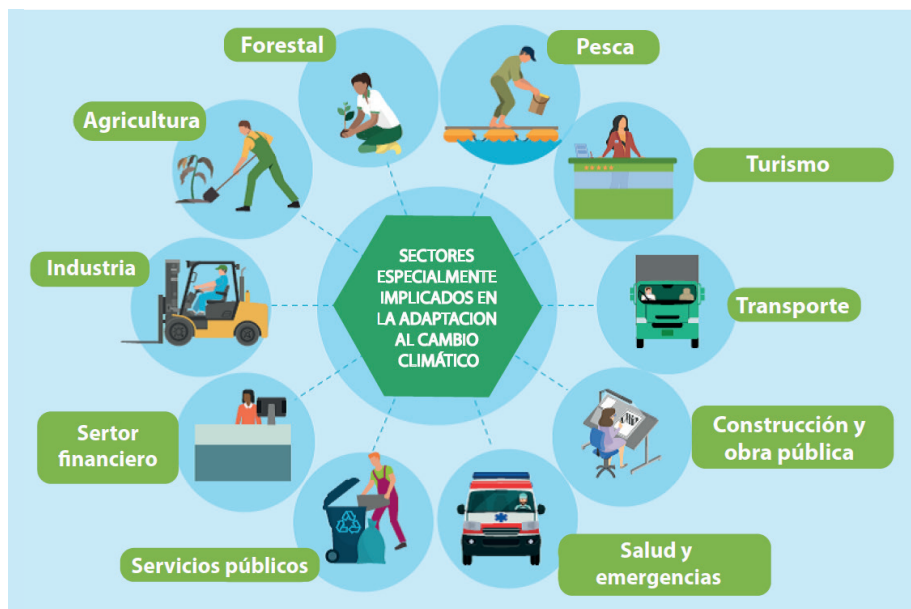 Forestal
Pesca
Agricultura
Turismo
Industria
SECTORES
ESPECIALMENTE
IMPLICADOS EN
LA ADAPTACION
AL CAMBIO
CLIMÁTICO
Transporte
Sertor
financiero
Construcción y
obra pública
Servicios públicos
Salud y
emergencias